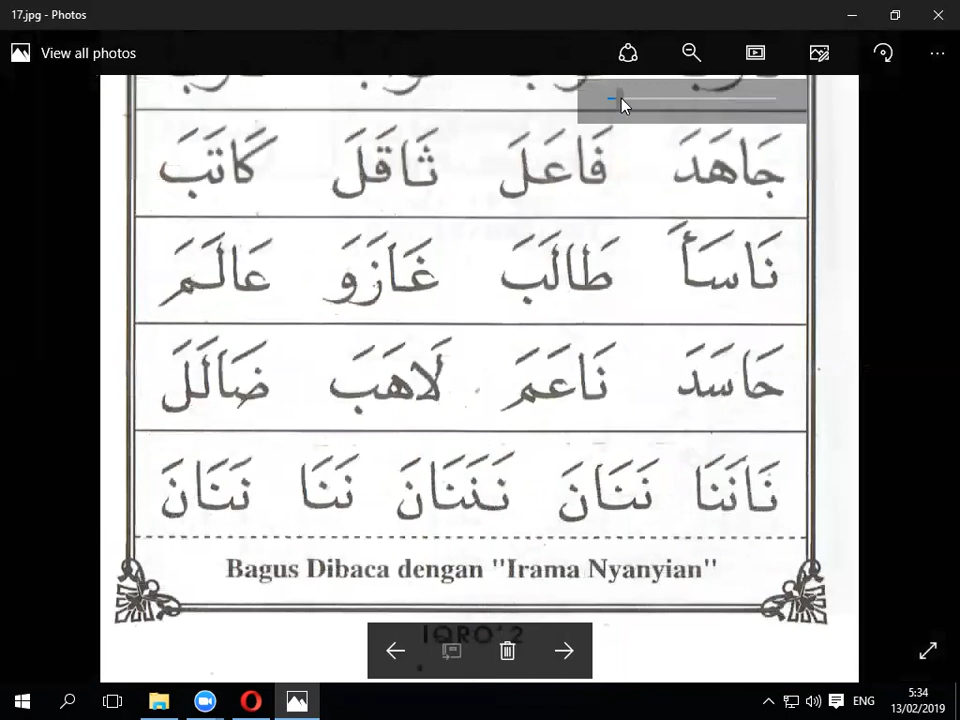 17.jpg - Photos
View all photos
جَاهَدَ فَاعَلَ ثَاقَلَ كَاتَبَ
نَاسَأَ طَالَبَ غَازَوَ عَالَمَ
حَاسَدَ نَاعَمَ لَاهَبَ ضَالَلَ
نَانَنَا نَنَانَ نَنَنَانَ نَنَا نَنَانَ
Bagus Dibaca dengan "Irama Nyanyian"
IQRO' 2
ENG
5:34
13/02/2019